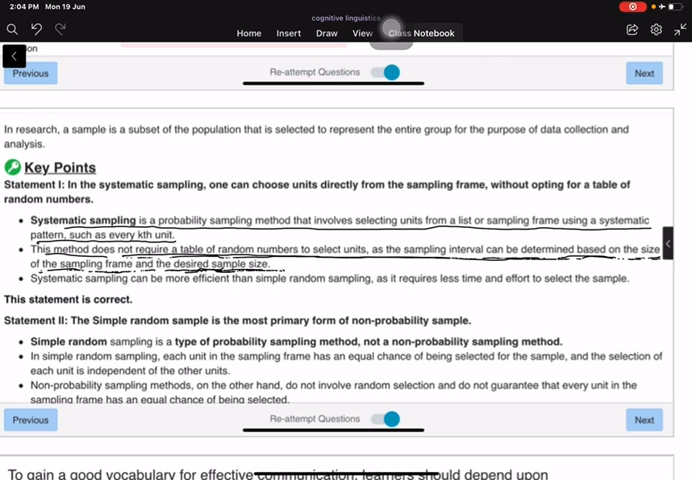 2:04 PM Mon 19 Jun
cognitive linguistics
Home Insert Draw View Class Notebook
Previous Re-attempt Questions Next
In research, a sample is a subset of the population that is selected to represent the entire group for the purpose of data collection and
analysis.
Key Points
Statement I: In the systematic sampling, one can choose units directly from the sampling frame, without opting for a table of
random numbers.
• Systematic sampling is a probability sampling method that involves selecting units from a list or sampling frame using a systematic
pattern, such as every kth unit.
• This method does not require a table of random numbers to select units, as the sampling interval can be determined based on the size
of the sampling frame and the desired sample size.
• Systematic sampling can be more efficient than simple random sampling, as it requires less time and effort to select the sample.
This statement is correct.
Statement II: The Simple random sample is the most primary form of non-probability sample.
• Simple random sampling is a type of probability sampling method, not a non-probability sampling method.
• In simple random sampling, each unit in the sampling frame has an equal chance of being selected for the sample, and the selection of
each unit is independent of the other units.
• Non-probability sampling methods, on the other hand, do not involve random selection and do not guarantee that every unit in the
sampling frame has an equal chance of being selected.
Previous Re-attempt Questions Next
To gain a good vocabulary for effective communication, learners should depend upon